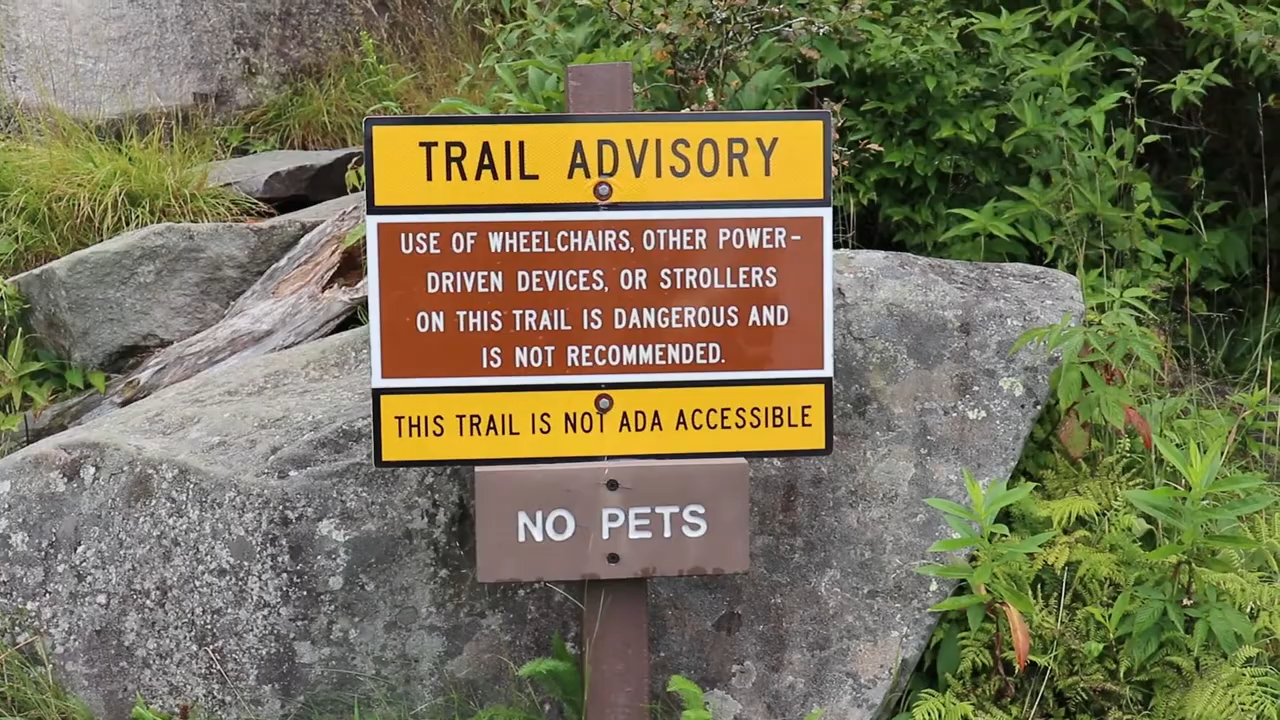 TRAIL ADVISORY
USE OF WHEELCHAIRS, OTHER POWER-
DRIVEN DEVICES, OR STROLLERS
ON THIS TRAIL IS DANGEROUS AND
IS NOT RECOMMENDED.
THIS TRAIL IS NOT ADA ACCESSIBLE
NO PETS